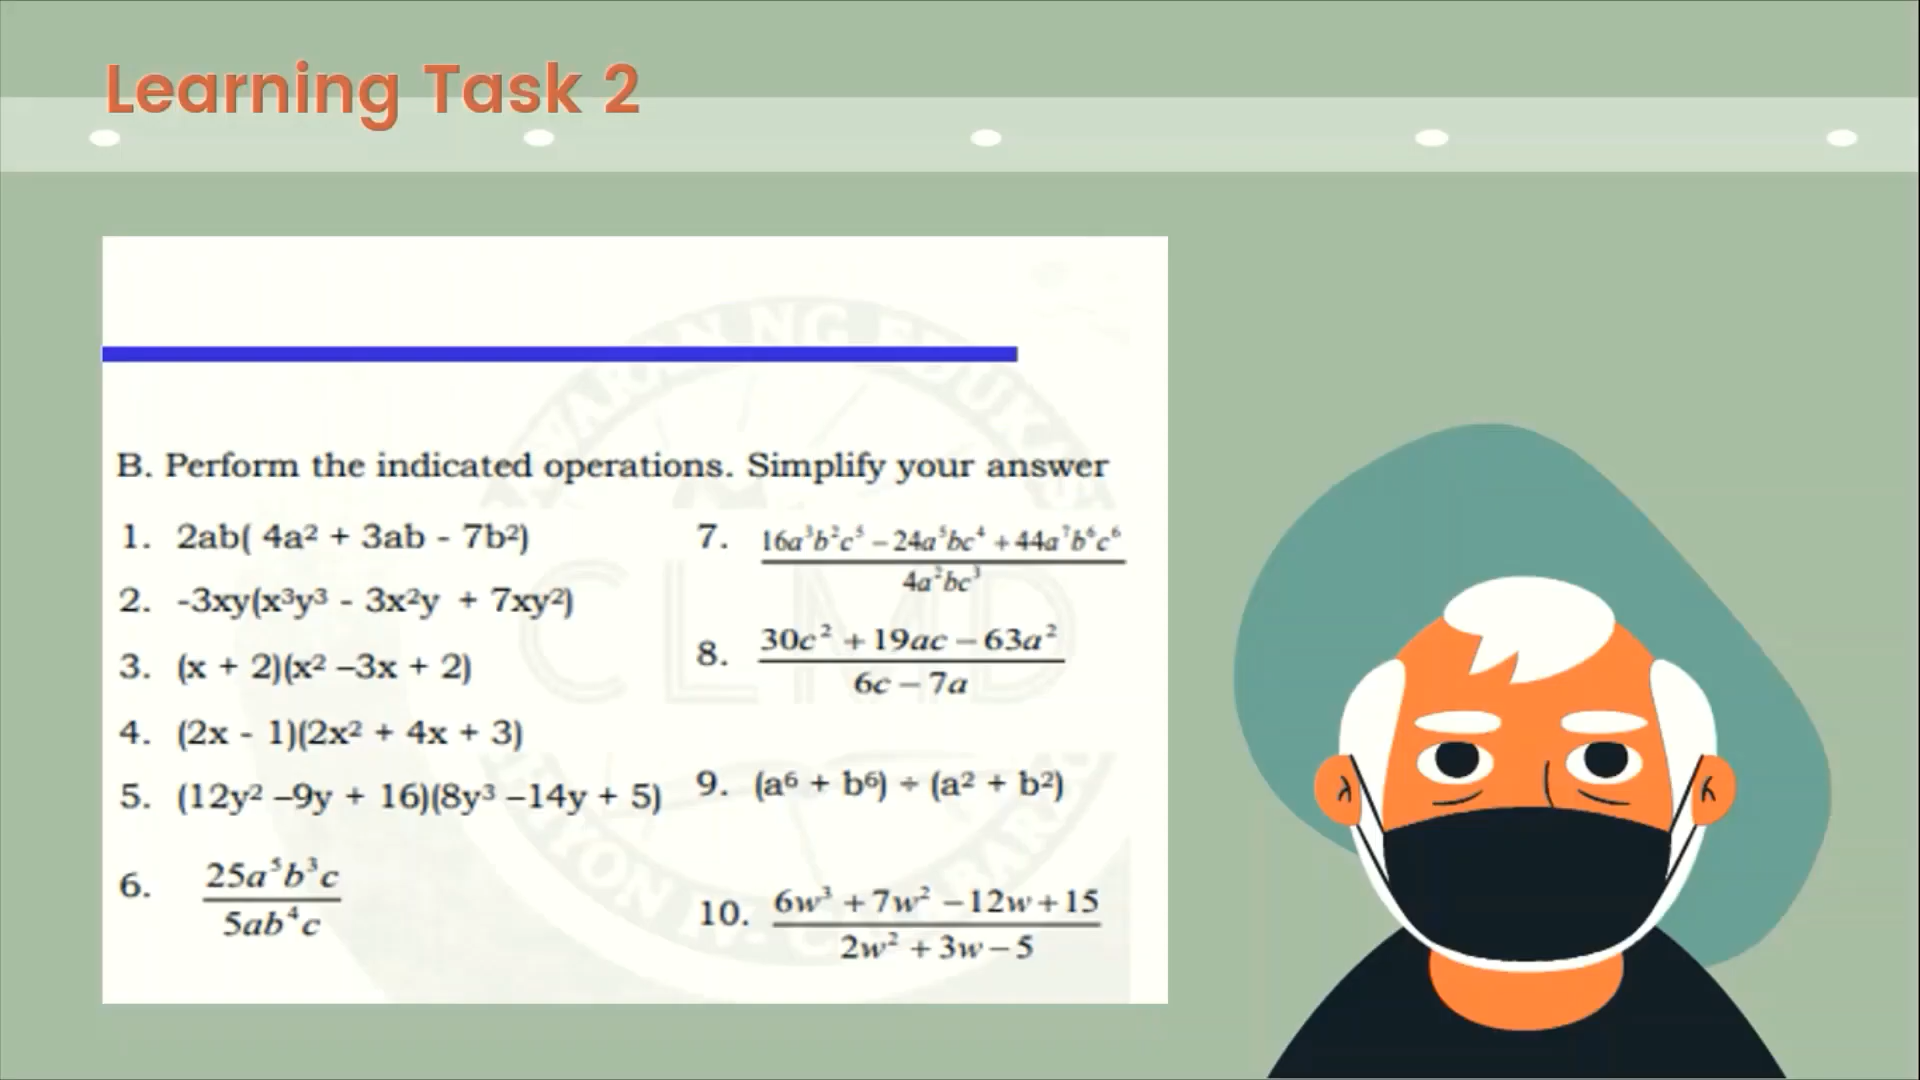 Learning Task 2
B. Perform the indicated operations. Simplify your answer
1. 2ab( 4a² + 3ab - 7b²)
2. -3xy(x³y³ - 3x²y + 7xy²)
3. (x + 2)(x² –3x + 2)
4. (2x - 1)(2x² + 4x + 3)
5. (12y² –9y + 16)(8y³ –14y + 5)
6. 25a⁵b³c
5ab⁴c
7. 16a³b²c⁵ – 24a⁵bc⁴ + 44a⁷b⁶c⁶
4a²bc³
8. 30c² + 19ac – 63a²
6c – 7a
9. (a⁶ + b⁶) ÷ (a² + b²)
10. 6w³ + 7w² – 12w + 15
2w² + 3w – 5
CLMD